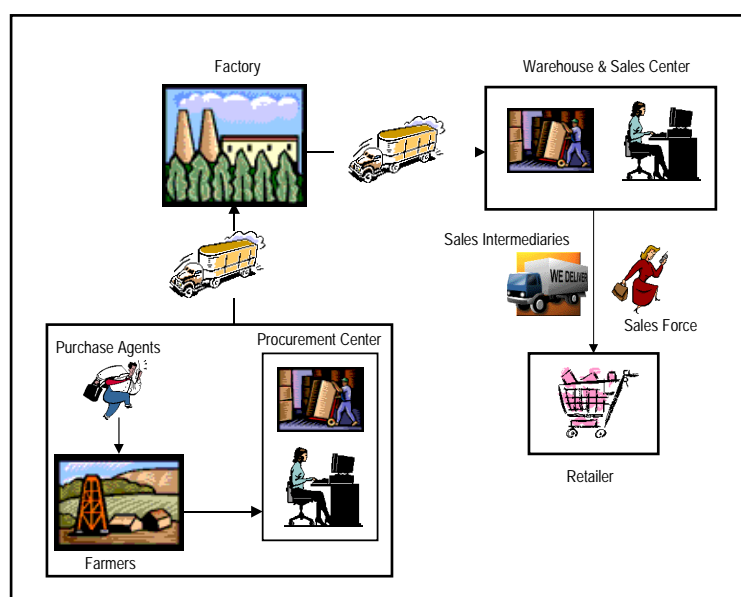 Factory
Warehouse & Sales Center
Sales Intermediaries
WE DELIVER
Sales Force
Purchase Agents
Procurement Center
Retailer
Farmers